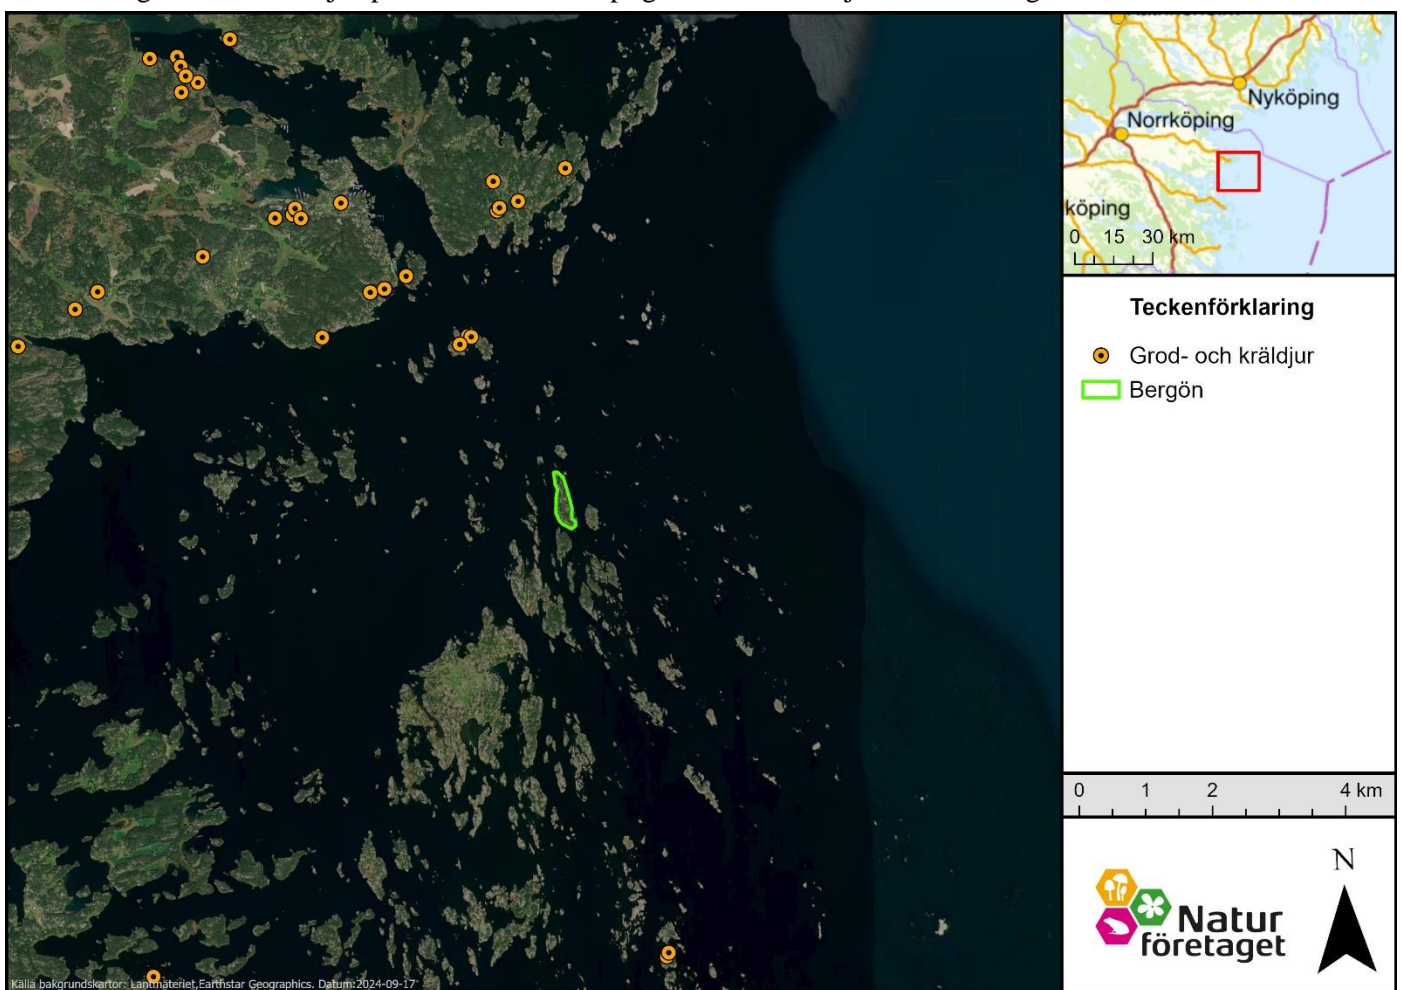 Nyköping
Norrköping
köping
0 15 30 km
Teckenförklaring
Grod- och kräldjur
Bergön
0 1 2 4 km
N
Natur
företaget
Källa bakgrundskartor: Lantmäteriet,Earthstar Geographics. Datum:2024-09-17